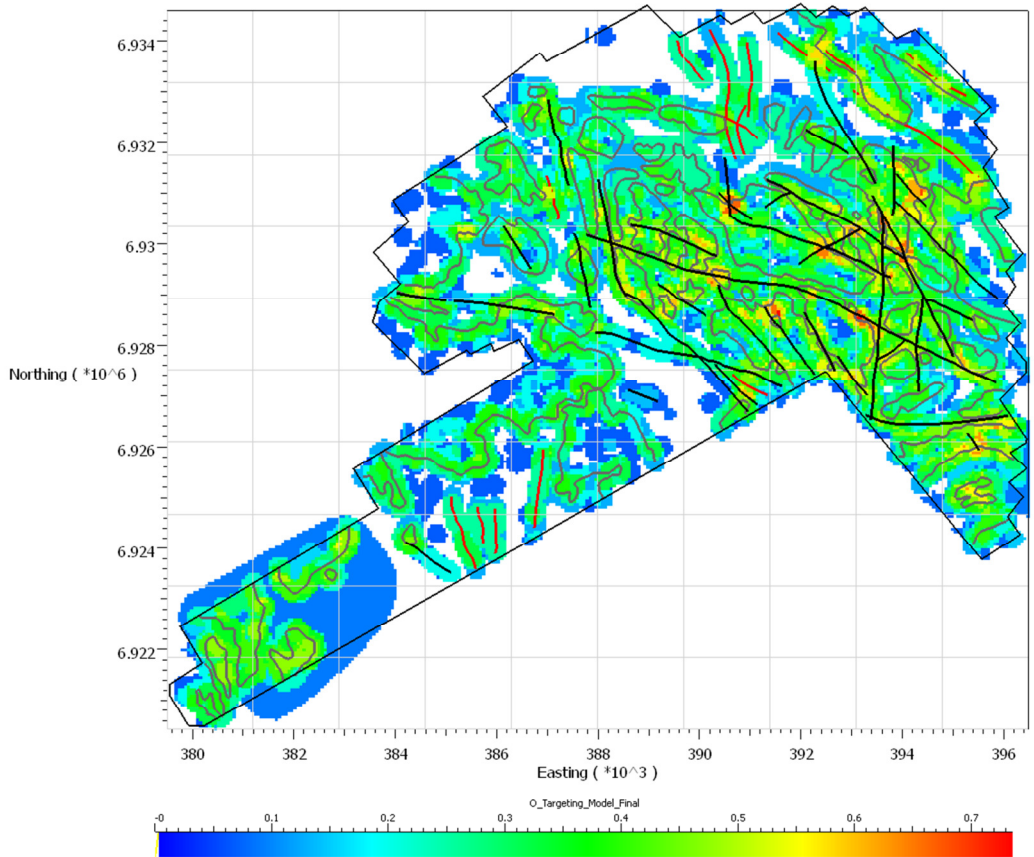 6.934
6.932
6.93
6.928
Northing ( *10^6 )
6.926
6.924
6.922
380 382 384 386 388 390 392 394 396
Easting ( *10^3 )
O_Targeting_Model_Final
-0 0.1 0.2 0.3 0.4 0.5 0.6 0.7